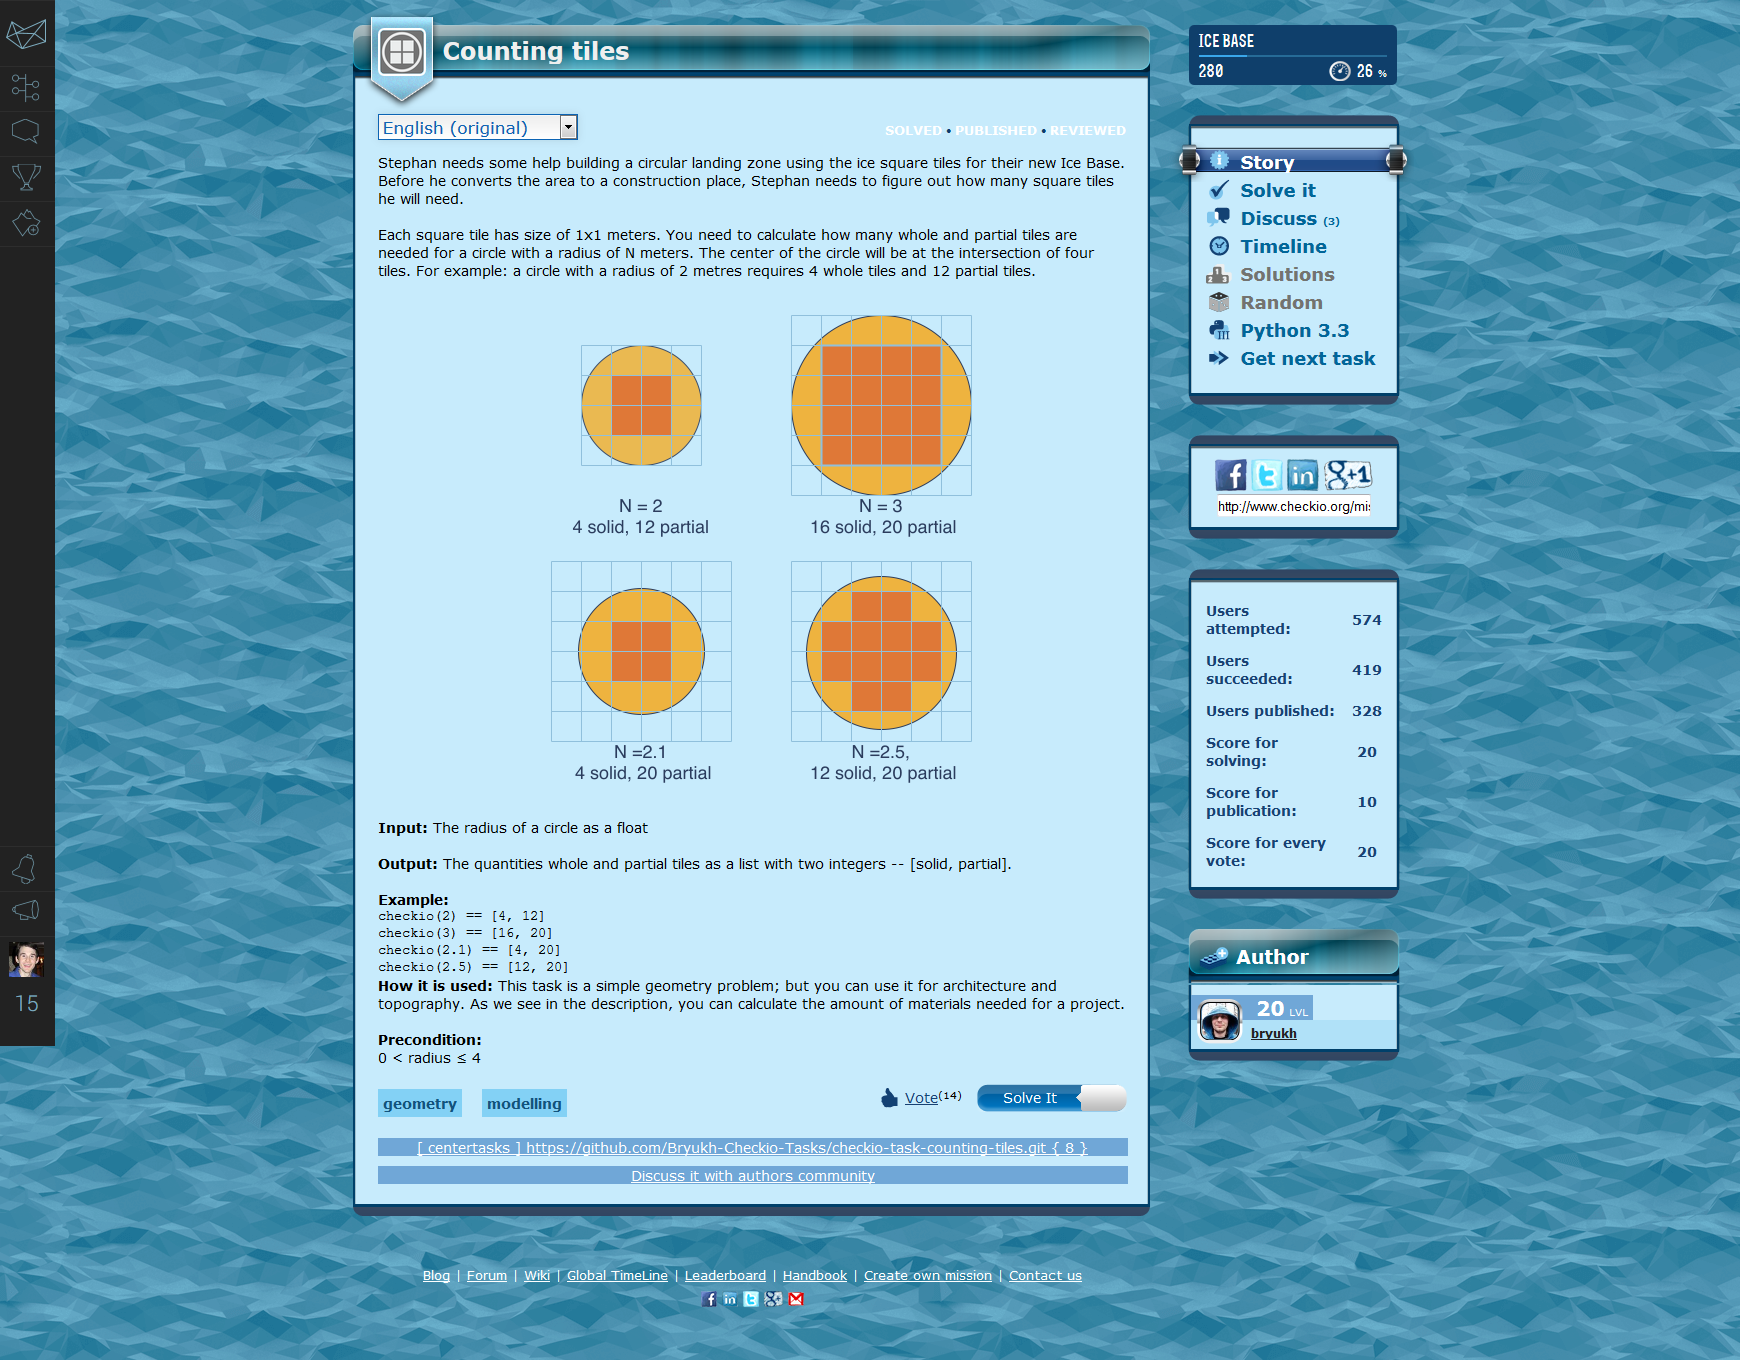 Counting tiles
English (original)
SOLVED • PUBLISHED • REVIEWED
Stephan needs some help building a circular landing zone using the ice square tiles for their new Ice Base.
Before he converts the area to a construction place, Stephan needs to figure out how many square tiles
he will need.
Each square tile has size of 1x1 meters. You need to calculate how many whole and partial tiles are
needed for a circle with a radius of N meters. The center of the circle will be at the intersection of four
tiles. For example: a circle with a radius of 2 metres requires 4 whole tiles and 12 partial tiles.
N = 2
4 solid, 12 partial
N = 3
16 solid, 20 partial
N =2.1
4 solid, 20 partial
N =2.5,
12 solid, 20 partial
Input: The radius of a circle as a float
Output: The quantities whole and partial tiles as a list with two integers -- [solid, partial].
Example:
checkio(2) == [4, 12]
checkio(3) == [16, 20]
checkio(2.1) == [4, 20]
checkio(2.5) == [12, 20]
How it is used: This task is a simple geometry problem; but you can use it for architecture and
topography. As we see in the description, you can calculate the amount of materials needed for a project.
Precondition:
0 < radius ≤ 4
geometry modelling
Vote(14) Solve It
[ centertasks ] https://github.com/Bryukh-Checkio-Tasks/checkio-task-counting-tiles.git { 8 }
Discuss it with authors community
ICE BASE
280 26 %
Story
Solve it
Discuss (3)
Timeline
Solutions
Random
Python 3.3
Get next task
f t in g+1
http://www.checkio.org/mi
Users
attempted: 574
Users
succeeded: 419
Users published: 328
Score for
solving: 20
Score for
publication: 10
Score for every
vote: 20
Author
20 LVL
bryukh
15
Blog | Forum | Wiki | Global TimeLine | Leaderboard | Handbook | Create own mission | Contact us